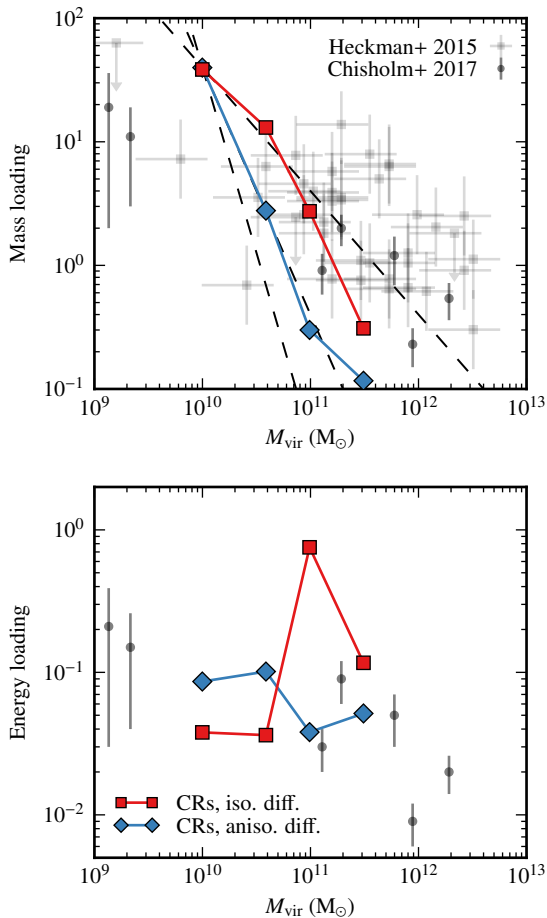 10^2
10^1
10^0
10^{-1}
Mass loading
Heckman+ 2015
Chisholm+ 2017
10^9 10^{10} 10^{11} 10^{12} 10^{13}
M_vir (M_⊙)
10^0
10^{-1}
10^{-2}
Energy loading
CRs, iso. diff.
CRs, aniso. diff.
10^9 10^{10} 10^{11} 10^{12} 10^{13}
M_vir (M_⊙)